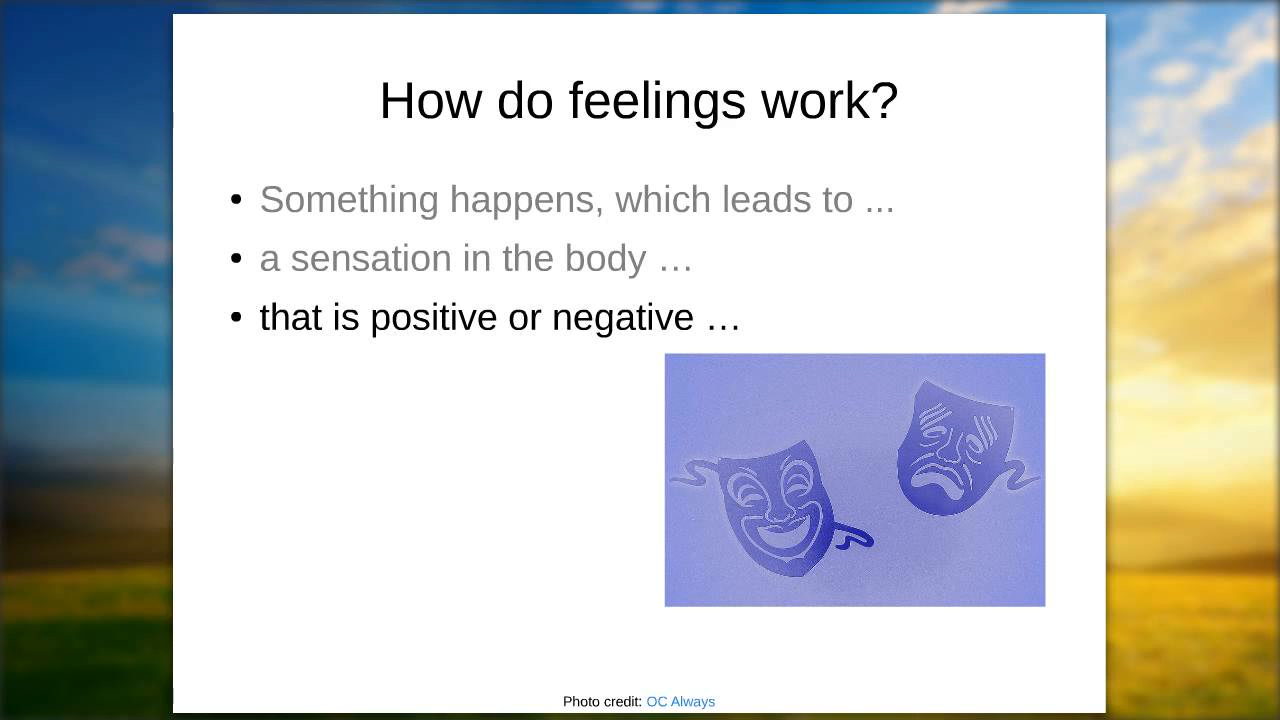 How do feelings work?
• Something happens, which leads to ...
• a sensation in the body …
• that is positive or negative …
Photo credit: OC Always